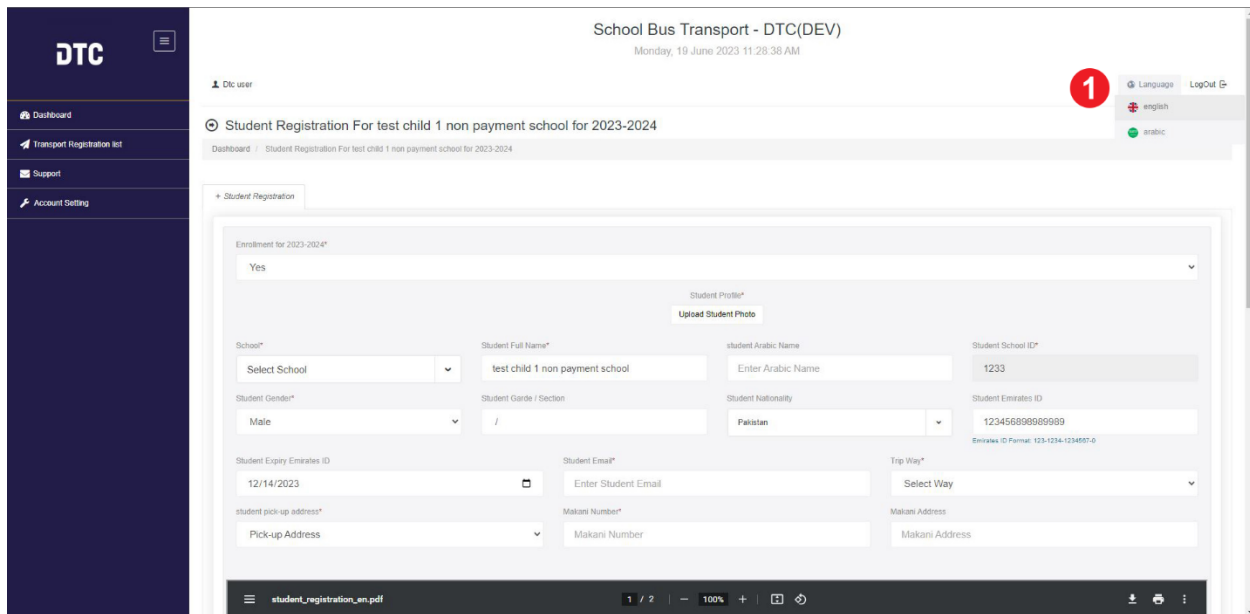 School Bus Transport - DTC(DEV)
Monday, 19 June 2023 11:28:38 AM
DTC
Dtc user
1
Language
LogOut
english
arabic
Dashboard
Transport Registration list
Support
Account Setting
Student Registration For test child 1 non payment school for 2023-2024
Dashboard / Student Registration For test child 1 non payment school for 2023-2024
+ Student Registration
Enrollment for 2023-2024*
Yes
Student Profile*
Upload Student Photo
School* Student Full Name* student Arabic Name Student School ID*
Select School test child 1 non payment school Enter Arabic Name 1233
Student Gender* Student Garde / Section Student Nationality Student Emirates ID
Male / Pakistan 123456898989989
Emirates ID Format: 123-1234-1234567-0
Student Expiry Emirates ID Student Email* Trip Way*
12/14/2023 Enter Student Email Select Way
student pick-up address* Makani Number* Makani Address
Pick-up Address Makani Number Makani Address
student_registration_en.pdf 1 / 2 | − 100% + |